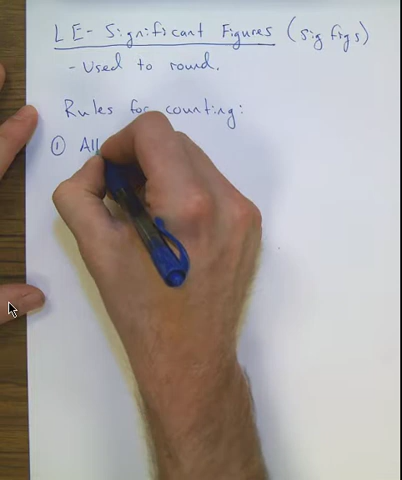 LE- Significant Figures (sig figs)
- Used to round.
Rules for counting:
① All